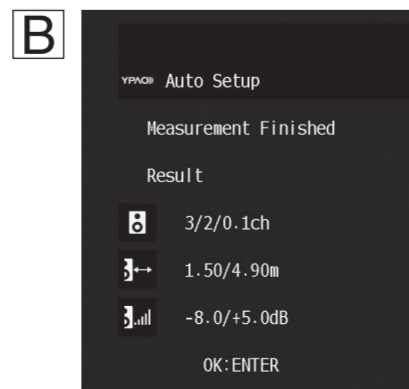 B
YPAO Auto Setup
Measurement Finished
Result
3/2/0.1ch
1.50/4.90m
-8.0/+5.0dB
OK:ENTER